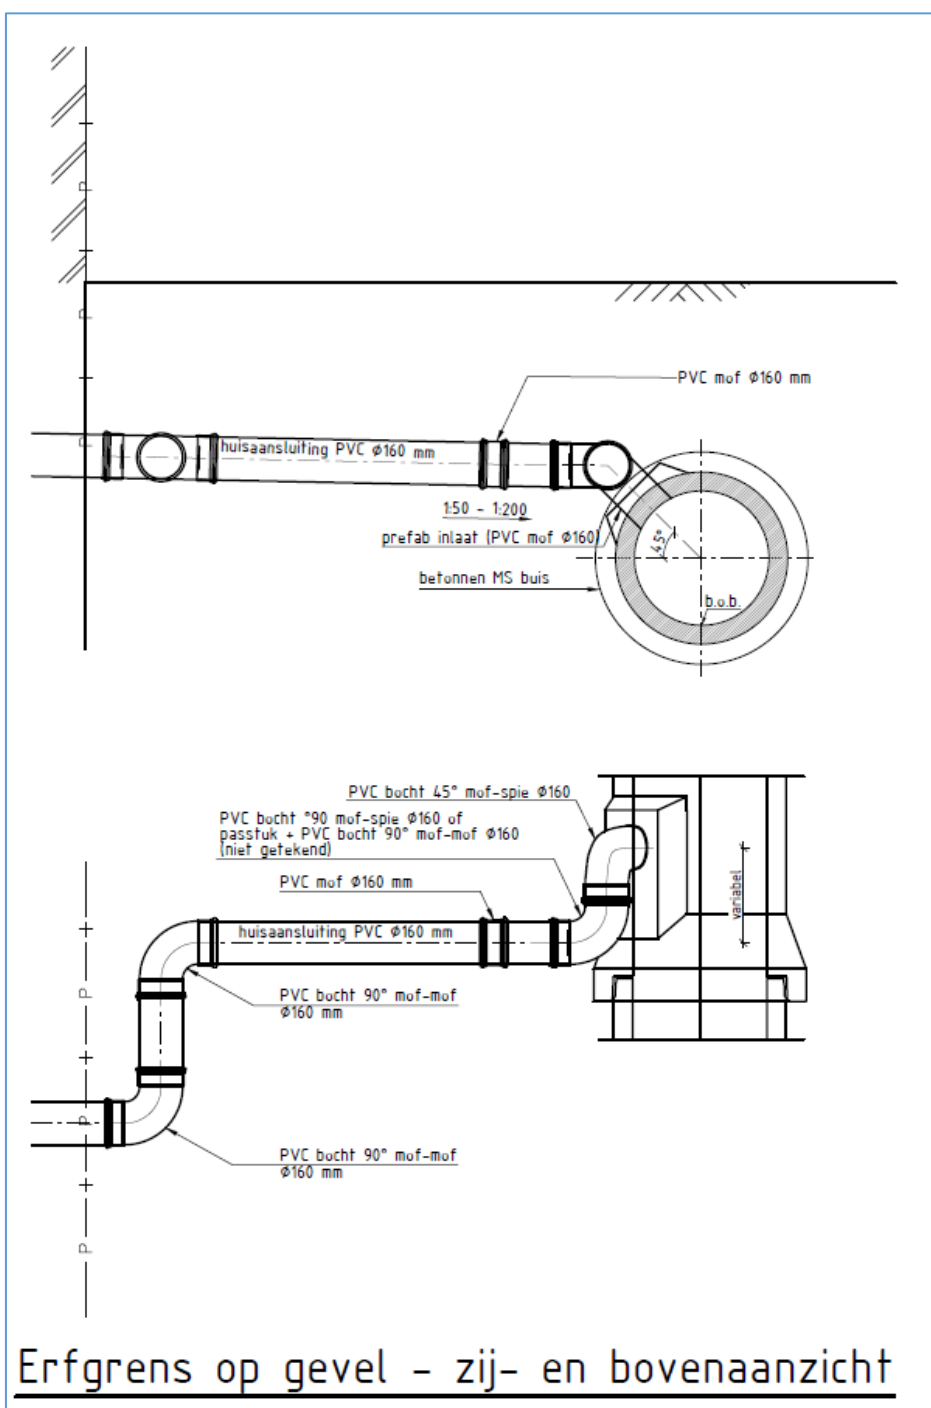 P
P
P
PVC mof Ø160 mm
huisaansluiting PVC Ø160 mm
1:50 - 1:200
prefab inlaat (PVC mof Ø160)
45°
betonnen MS buis
b.o.b.
PVC bocht 45° mof-spie Ø160
PVC bocht °90 mof-spie Ø160 of
passtuk + PVC bocht 90° mof-mof Ø160
(niet getekend)
PVC mof Ø160 mm
variabel
huisaansluiting PVC Ø160 mm
P
PVC bocht 90° mof-mof
Ø160 mm
P
PVC bocht 90° mof-mof
Ø160 mm
P
Erfgrens op gevel - zij- en bovenaanzicht